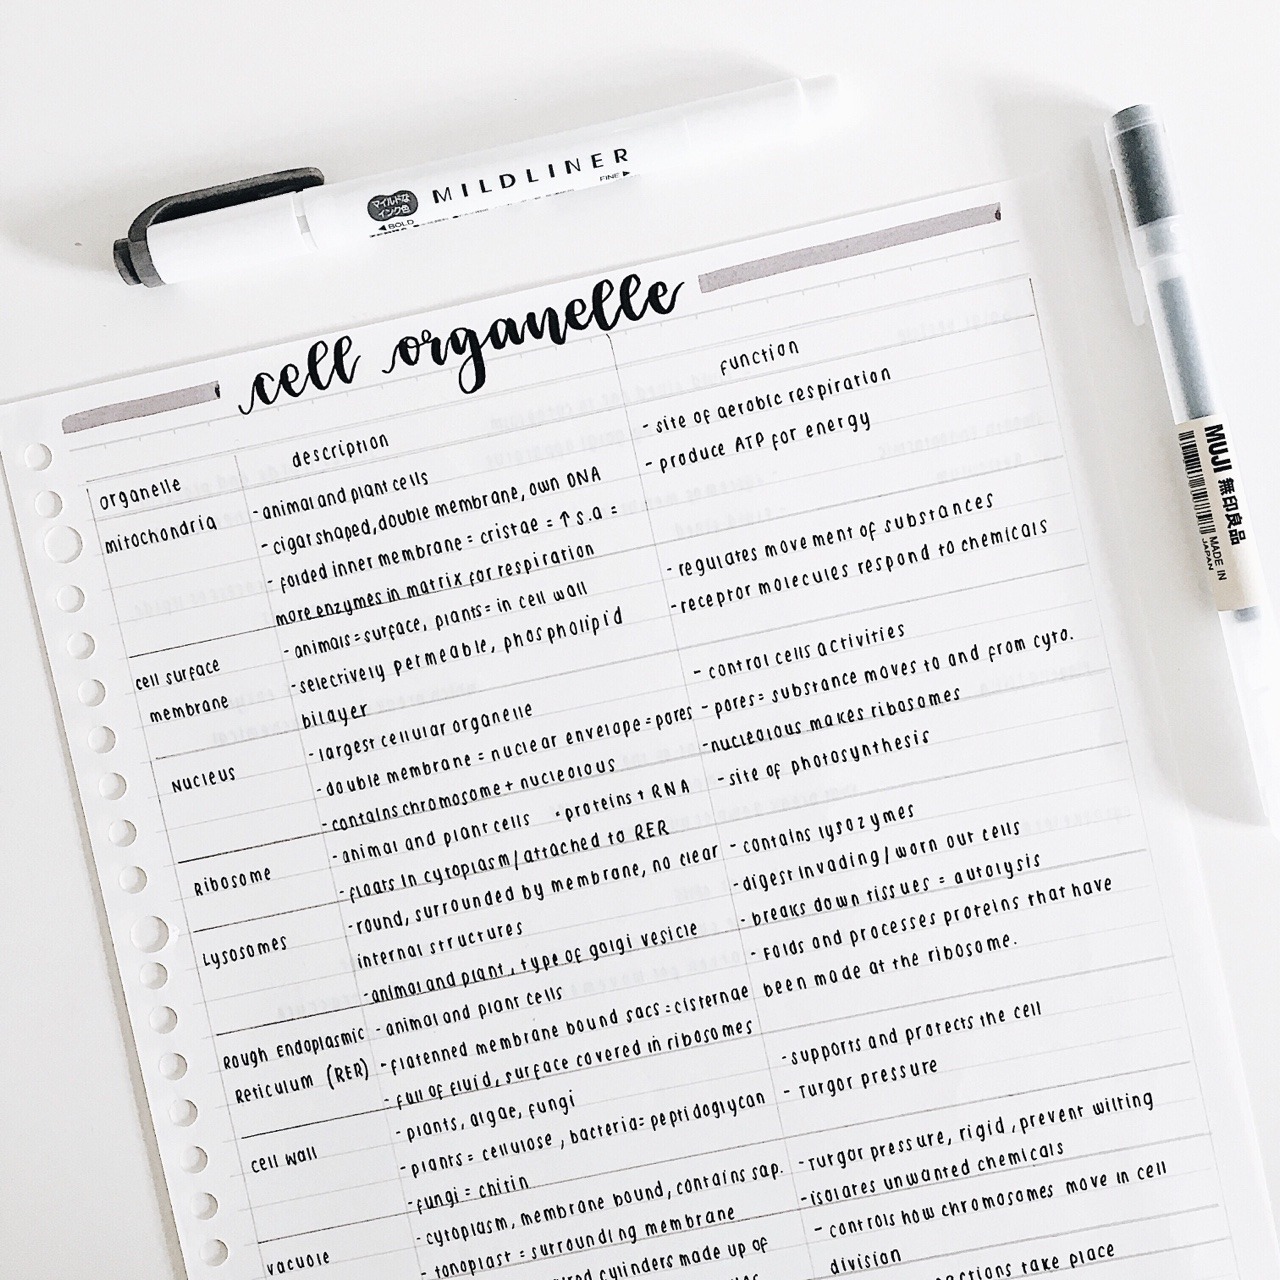 マイルドな
インク色
MILDLINER
◀BOLD
FINE▶
MUJI 無印良品
MADE IN
JAPAN
cell organelle
organelle
description
function
mitochondria
- animal and plant cells
- cigar shaped, double membrane, own DNA
- folded inner membrane = cristae = ↑ s.a =
more enzymes in matrix for respiration
- site of aerobic respiration
- produce ATP for energy
cell surface
membrane
- animals = surface, plants = in cell wall
- selectively permeable, phospholipid
bilayer
- regulates movement of substances
- receptor molecules respond to chemicals
Nucleus
- largest cellular organelle
- double membrane = nuclear envelope = pores
- contains chromosome + nucleolous
- control cells activities
- pores = substance moves to and from cyto.
- nucleolous makes ribosomes
- site of photosynthesis
Ribosome
- animal and plant cells • proteins + RNA
- floats in cytoplasm / attached to RER
Lysosomes
- round, surrounded by membrane, no clear
internal structures
- animal and plant, type of golgi vesicle
- contains lysozymes
- digest invading / worn out cells
- breaks down tissues = autolysis
Rough Endoplasmic
Reticulum (RER)
- animal and plant cells
- flatenned membrane bound sacs = cisternae
- full of fluid, surface covered in ribosomes
- Folds and processes proteins that have
been made at the ribosome.
cell wall
- plants, algae, fungi
- plants = cellulose, bacteria = peptidoglycan
- fungi = chitin
- supports and protects the cell
- turgor pressure
vacuole
- cytoplasm, membrane bound, contains sap.
- tonoplast = surrounding membrane
- turgor pressure, rigid, prevent wilting
- isolates unwanted chemicals
cylinders made up of
- controls how chromosomes move in cell
division
take place